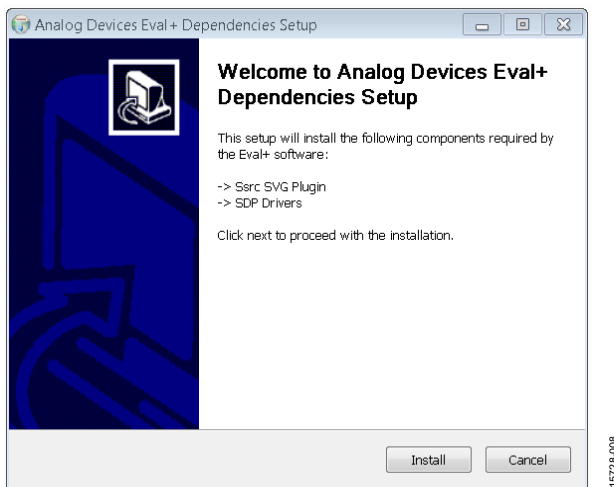 Analog Devices Eval+ Dependencies Setup
Welcome to Analog Devices Eval+
Dependencies Setup
This setup will install the following components required by
the Eval+ software:
-> Ssrc SVG Plugin
-> SDP Drivers
Click next to proceed with the installation.
Install
Cancel